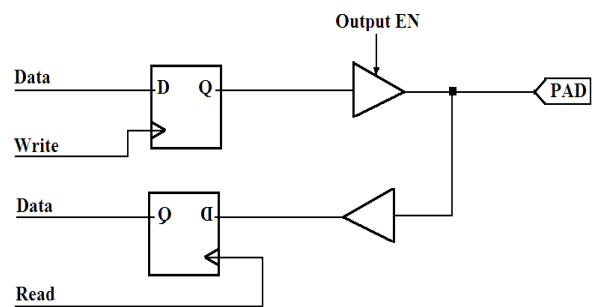 Output EN
Data
D Q
PAD
Write
Data
Q D
Read